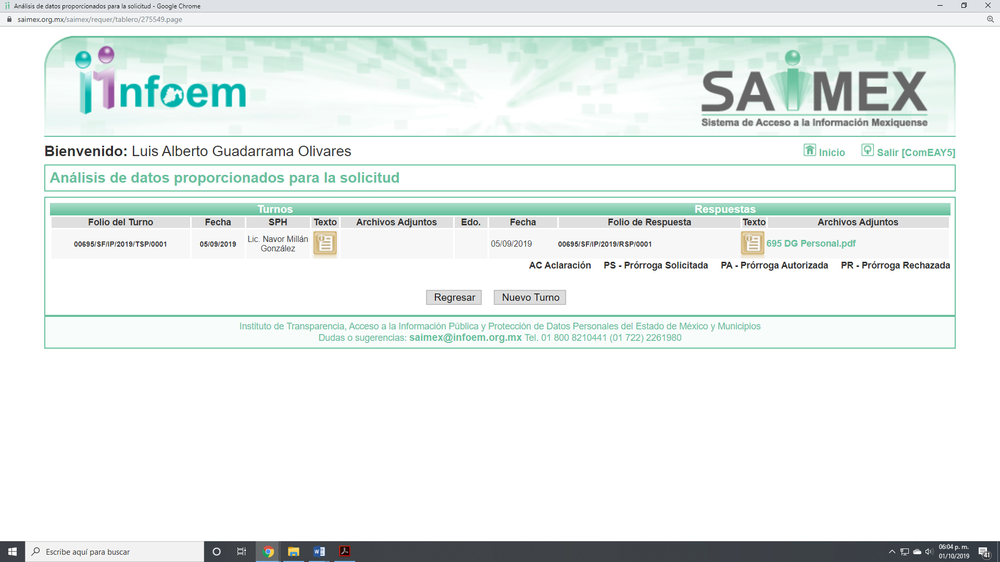 Análisis de datos proporcionados para la solicitud - Google Chrome
saimex.org.mx/saimex/requer/tablero/275549.page
infoem
SAIMEX
Sistema de Acceso a la Información Mexiquense
Bienvenido: Luis Alberto Guadarrama Olivares
Inicio Salir [ComEAY5]
Análisis de datos proporcionados para la solicitud
Turnos Respuestas
Folio del Turno Fecha SPH Texto Archivos Adjuntos Edo. Fecha Folio de Respuesta Texto Archivos Adjuntos
00695/SF/IP/2019/TSP/0001 05/09/2019 Lic. Navor Millán González 05/09/2019 00695/SF/IP/2019/RSP/0001 695 DG Personal.pdf
AC Aclaración PS - Prórroga Solicitada PA - Prórroga Autorizada PR - Prórroga Rechazada
Regresar Nuevo Turno
Instituto de Transparencia, Acceso a la Información Pública y Protección de Datos Personales del Estado de México y Municipios
Dudas o sugerencias: saimex@infoem.org.mx Tel. 01 800 8210441 (01 722) 2261980
Escribe aquí para buscar
06:04 p. m.
01/10/2019
41